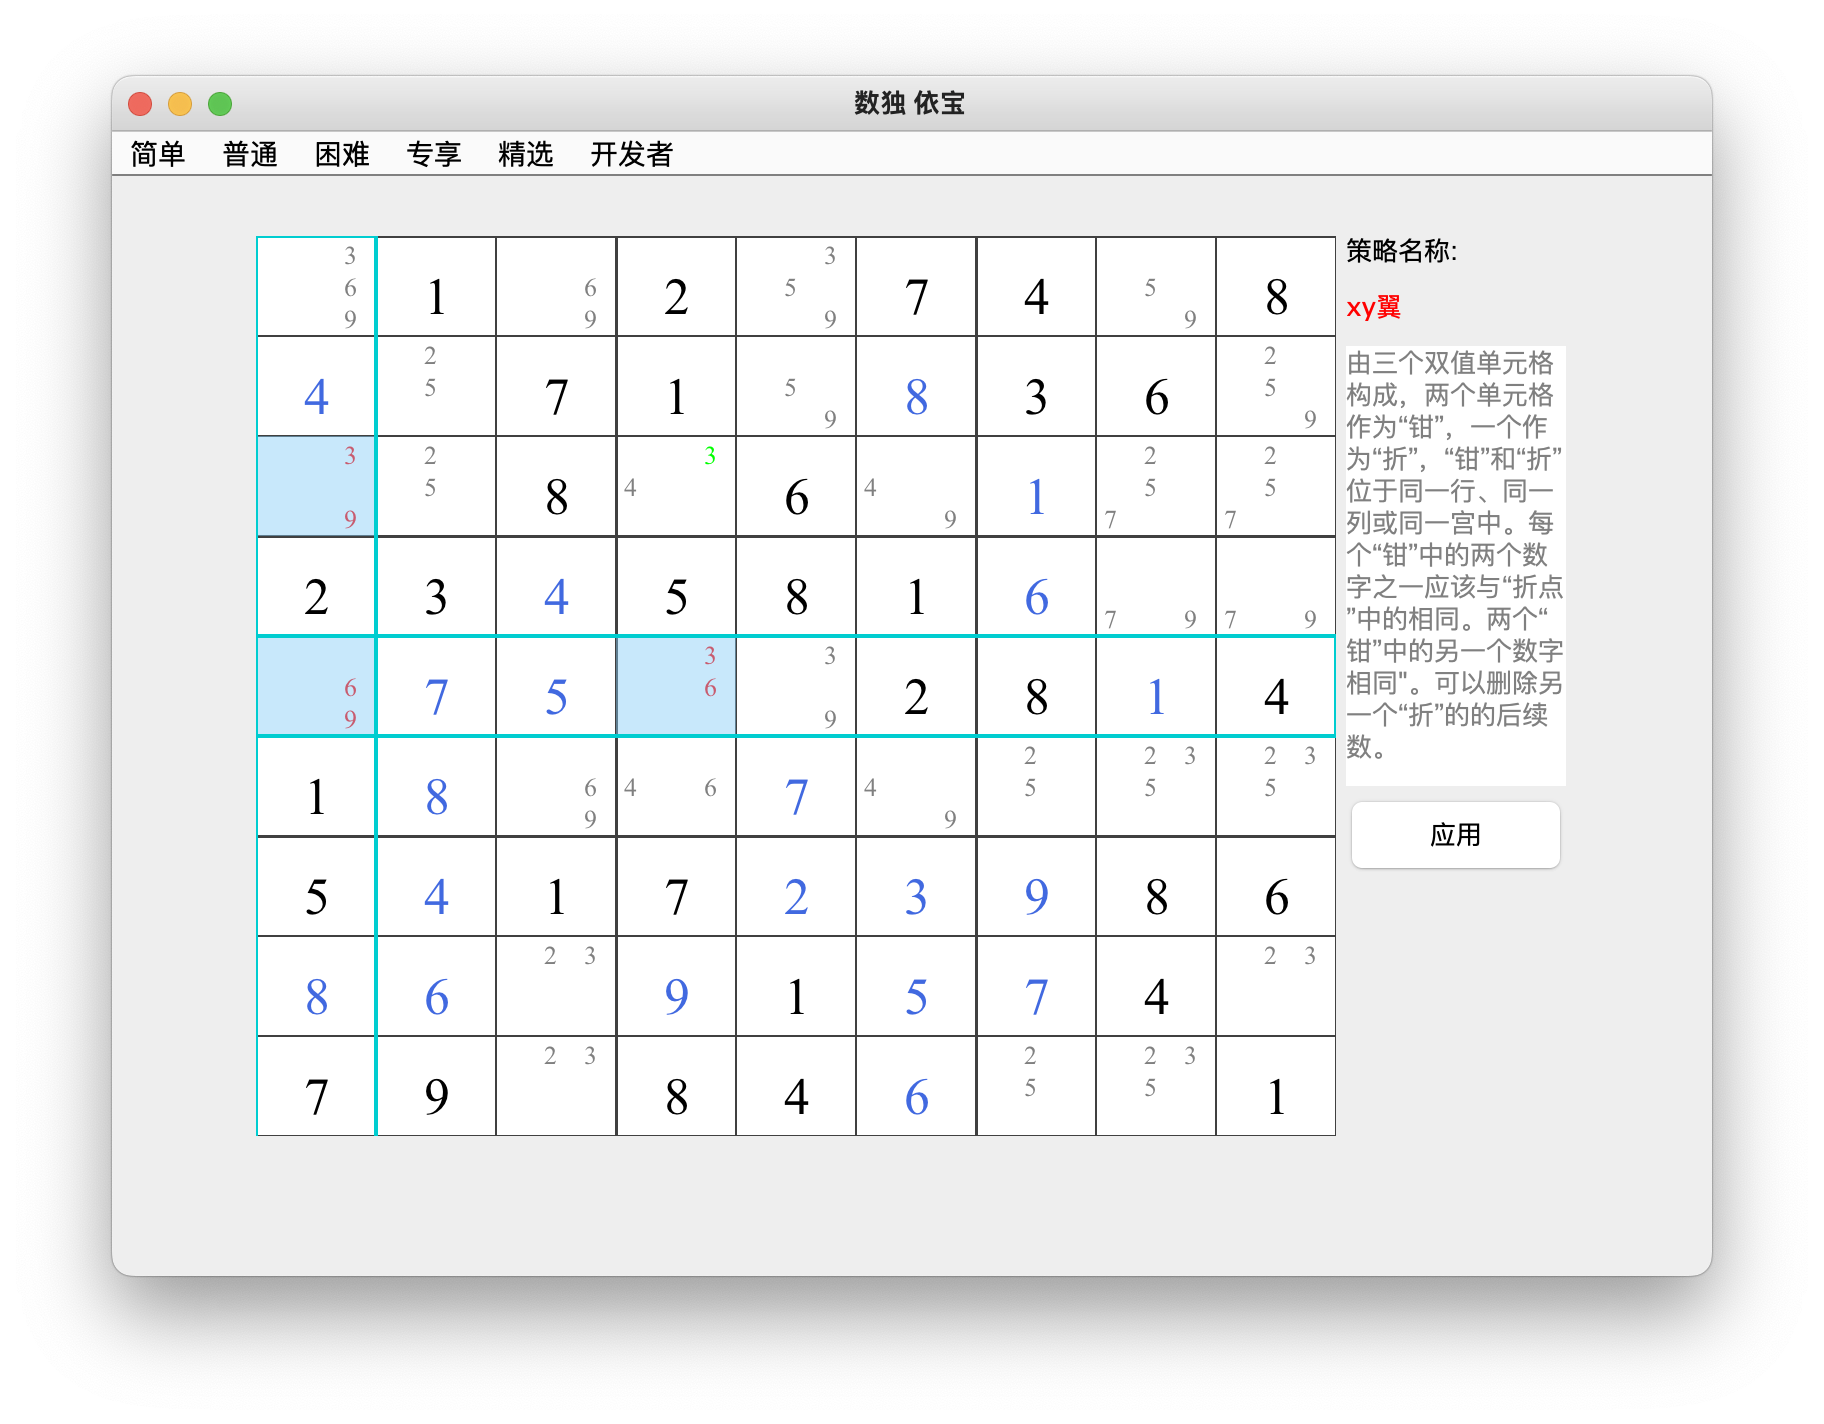 数独 依宝
简单 普通 困难 专享 精选 开发者
3 3
1 6 2 5 7 4 5 8
6
9 9 9 9
2 2
4 5 7 1 5 8 3 6 5
9 9
3 2 3 2 2
5 8 4 6 4 1 5 5
9 9 7 7
2 3 4 5 8 1 6
7 9 7 9
3 3
6 7 5 6 2 8 1 4
9 9
2 2 3 2 3
1 8 6 4 6 7 4 5 5 5
9 9
5 4 1 7 2 3 9 8 6
2 3 2 3
8 6 9 1 5 7 4
2 3 2 2 3
7 9 8 4 6 5 5 1
策略名称:
xy翼
由三个双值单元格
构成，两个单元格
作为“钳”，一个作
为“折”，“钳”和“折”
位于同一行、同一
列或同一宫中。每
个“钳”中的两个数
字之一应该与“折点
”中的相同。两个“
钳”中的另一个数字
相同"。可以删除另
一个“折”的的后续
数。
应用